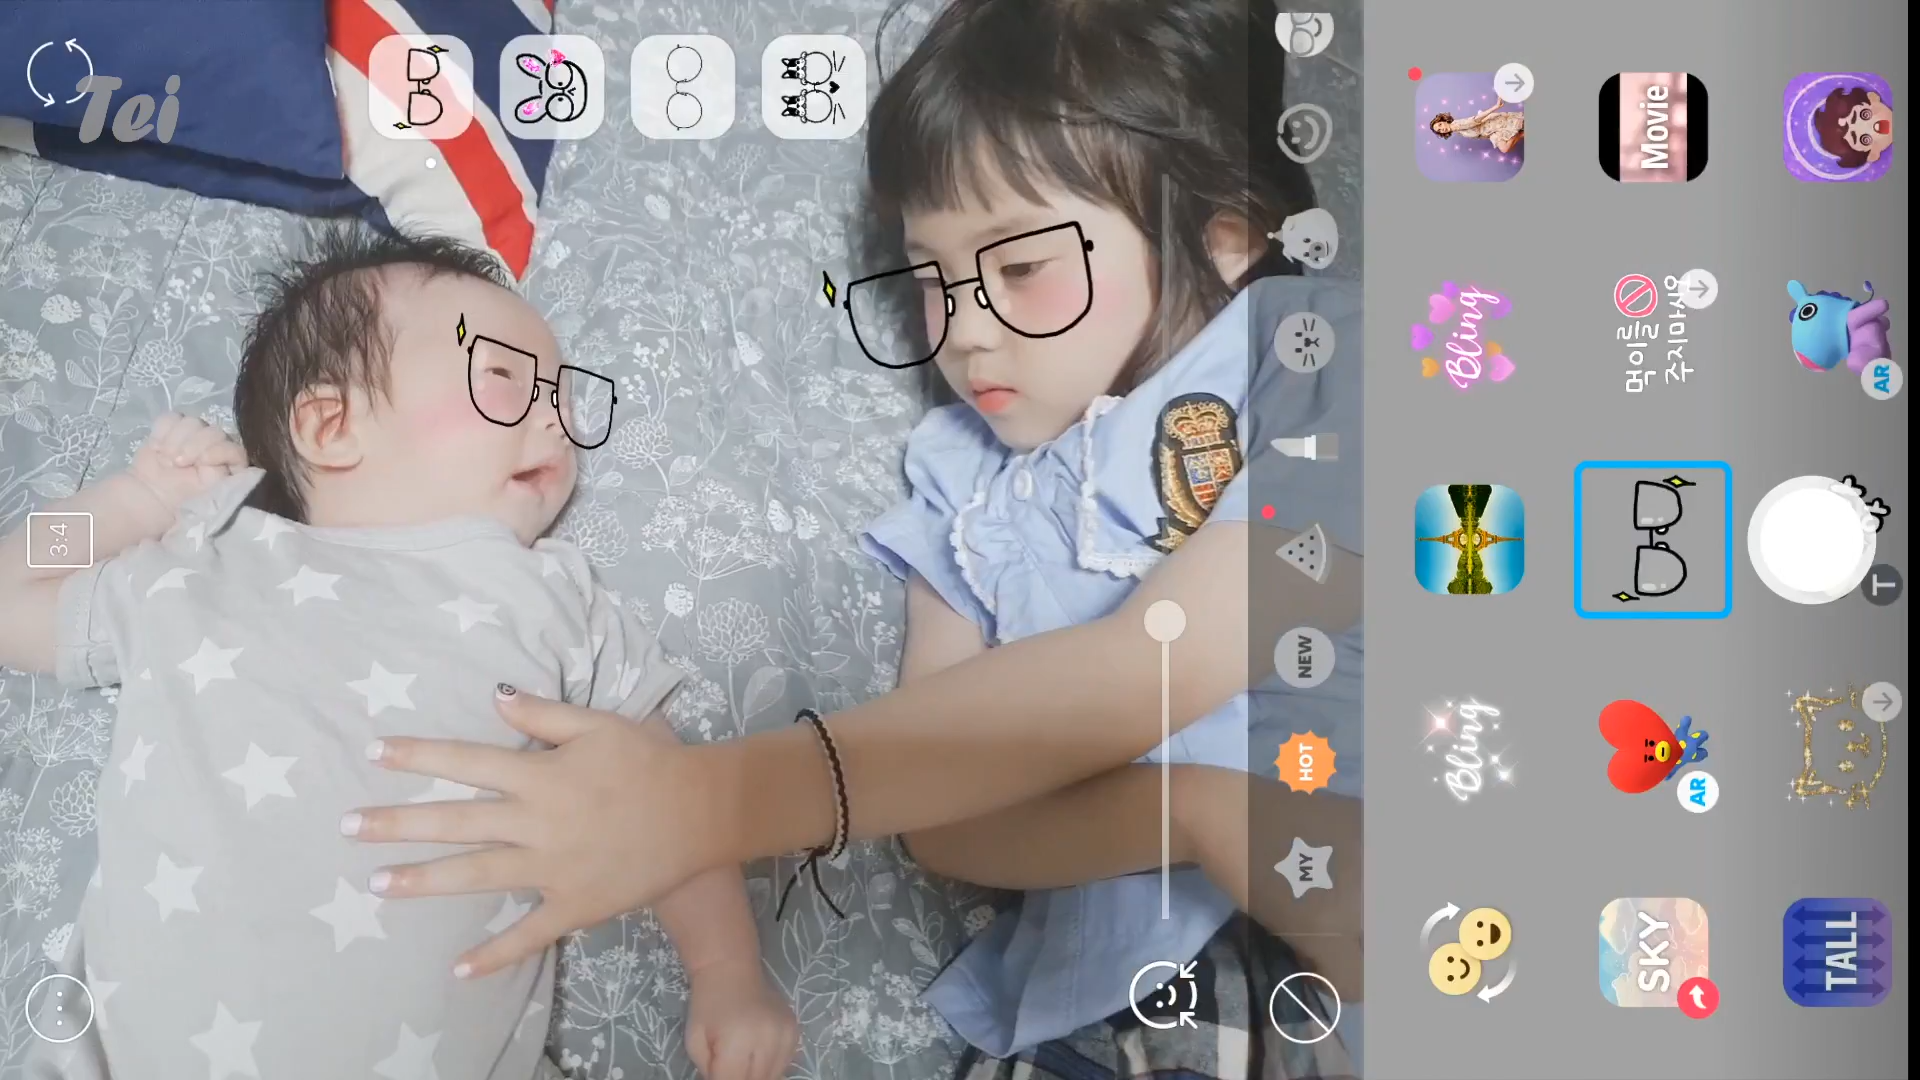 Tei
3:4
Movie
Bling
먹이를
주지마시오
AR
T
NEW
HOT
MY
Bling
AR
SKY
TALL